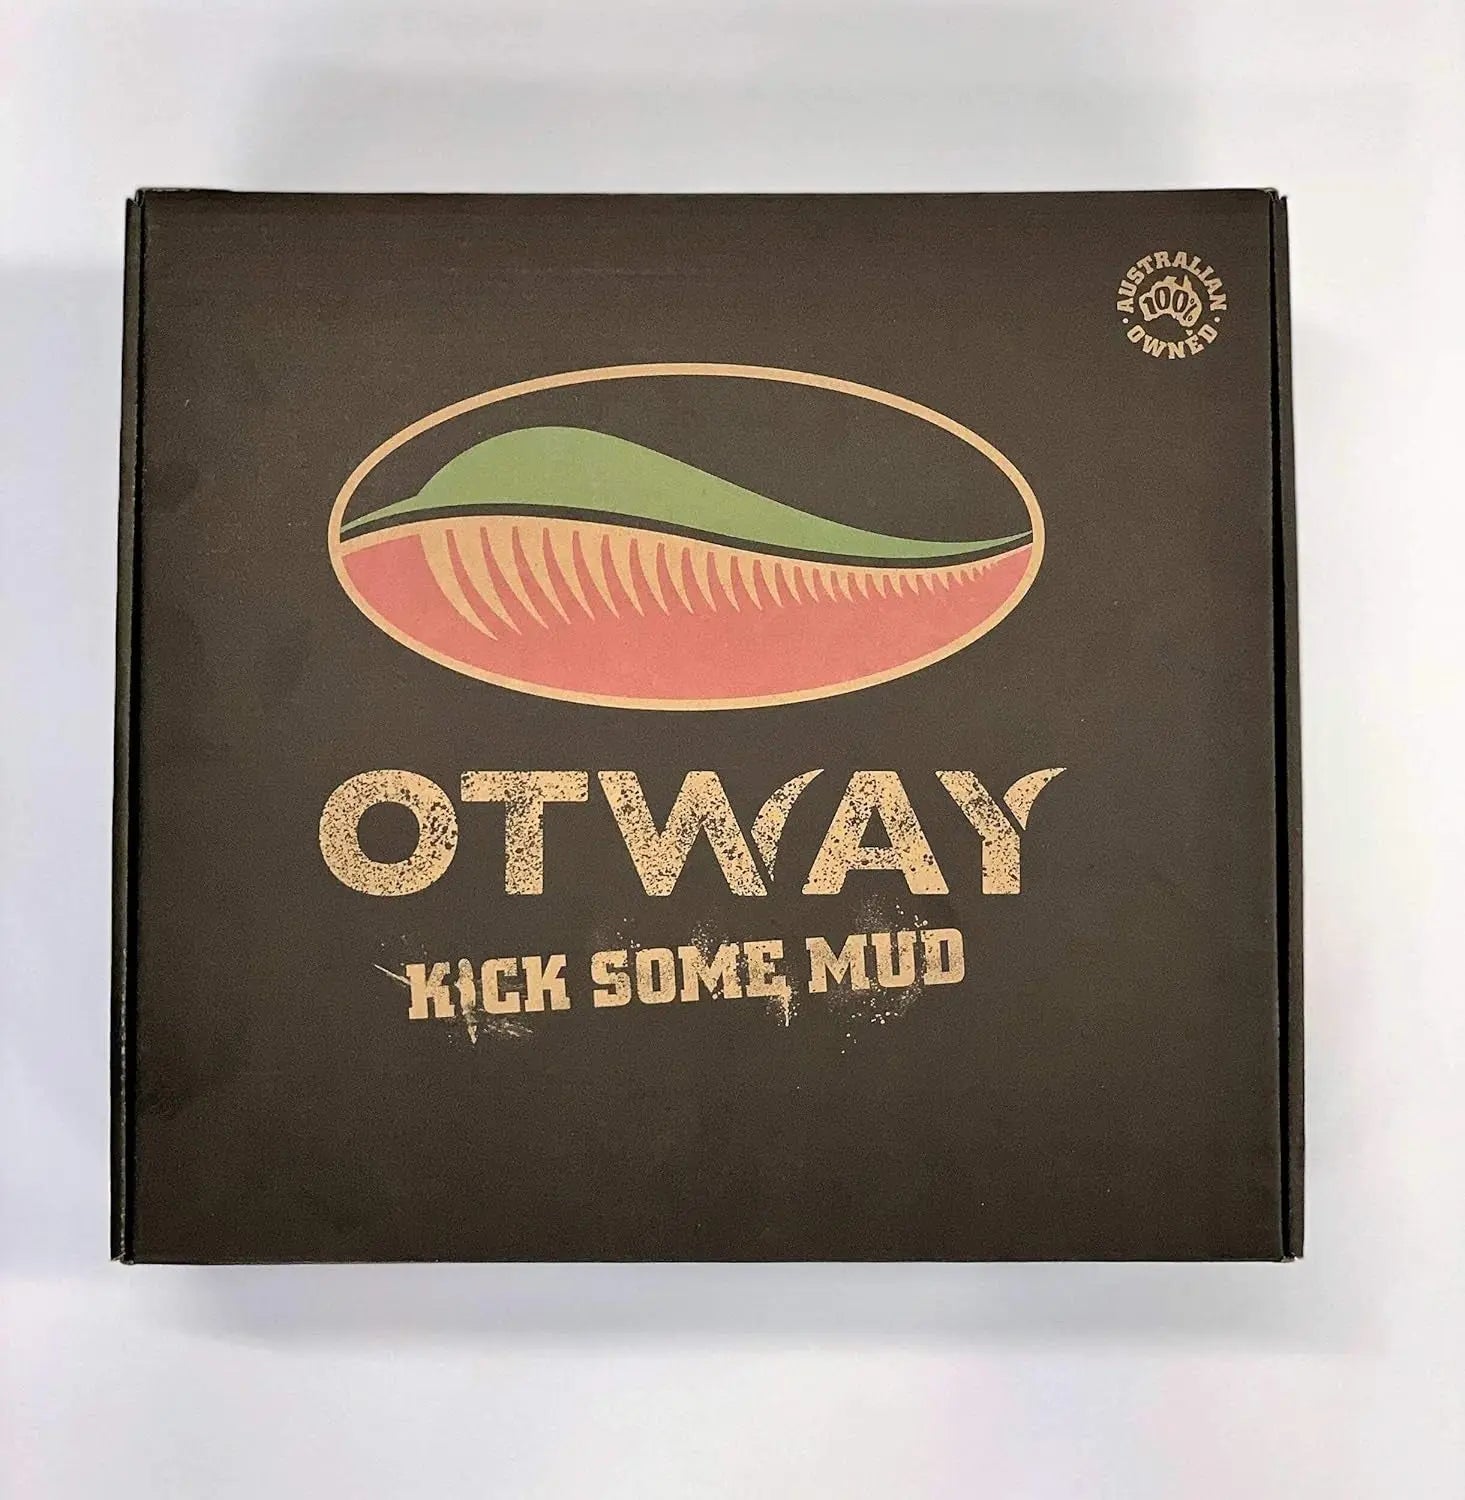 AUSTRALIAN
100%
OWNED
OTWAY
KICK SOME MUD